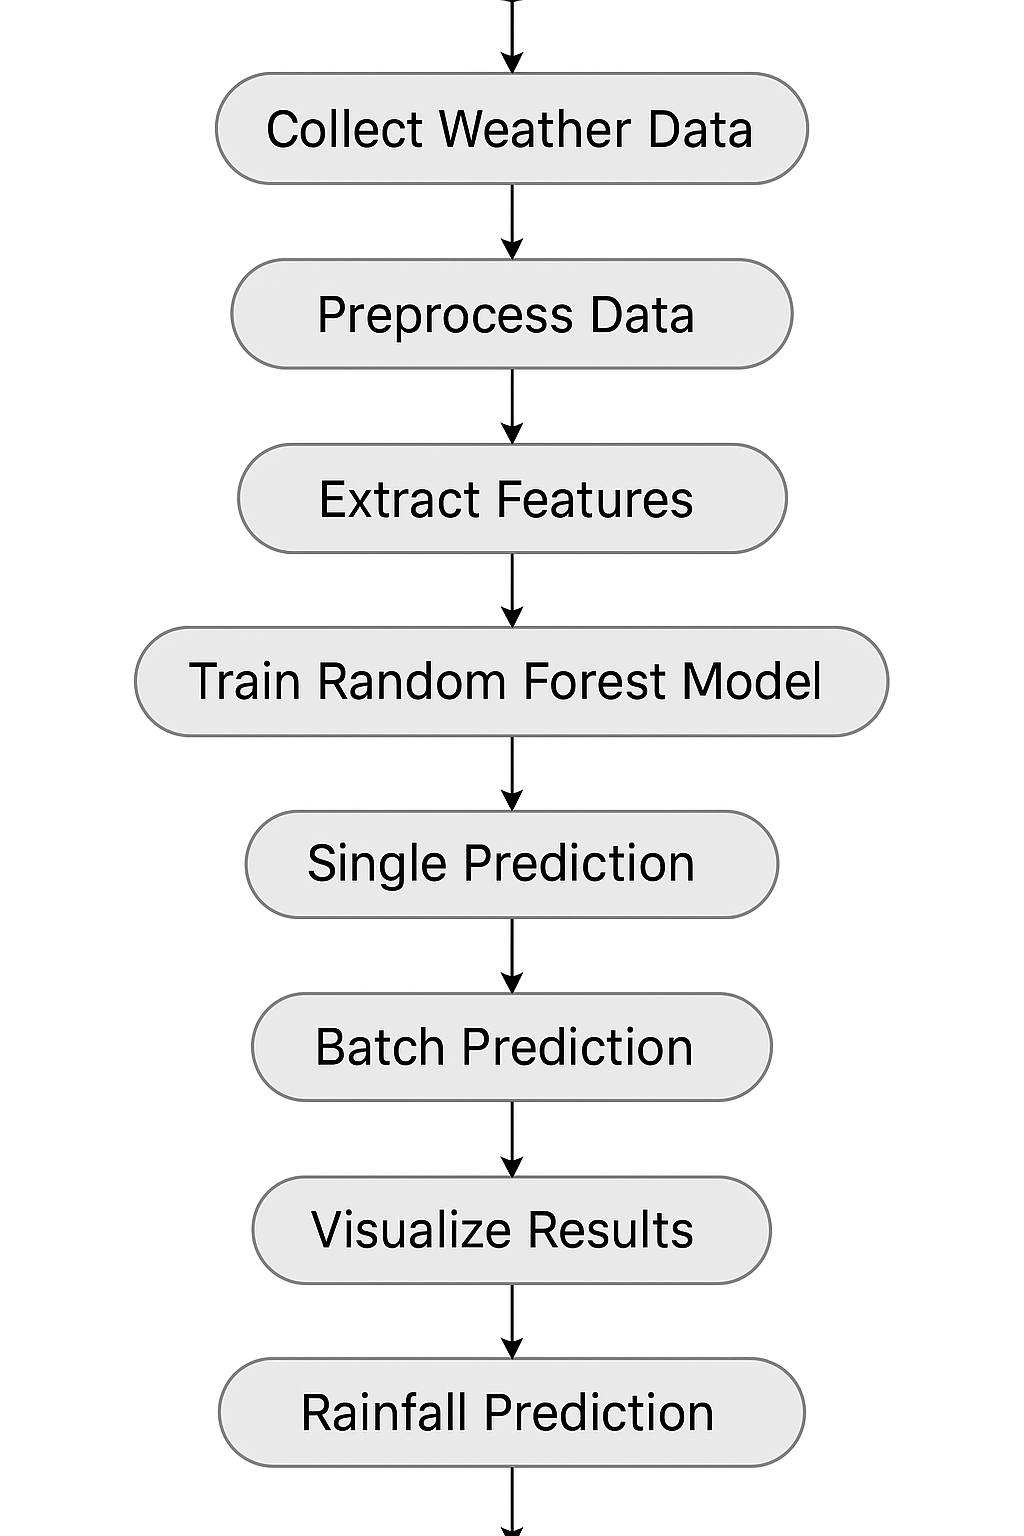 Collect Weather Data
Preprocess Data
Extract Features
Train Random Forest Model
Single Prediction
Batch Prediction
Visualize Results
Rainfall Prediction